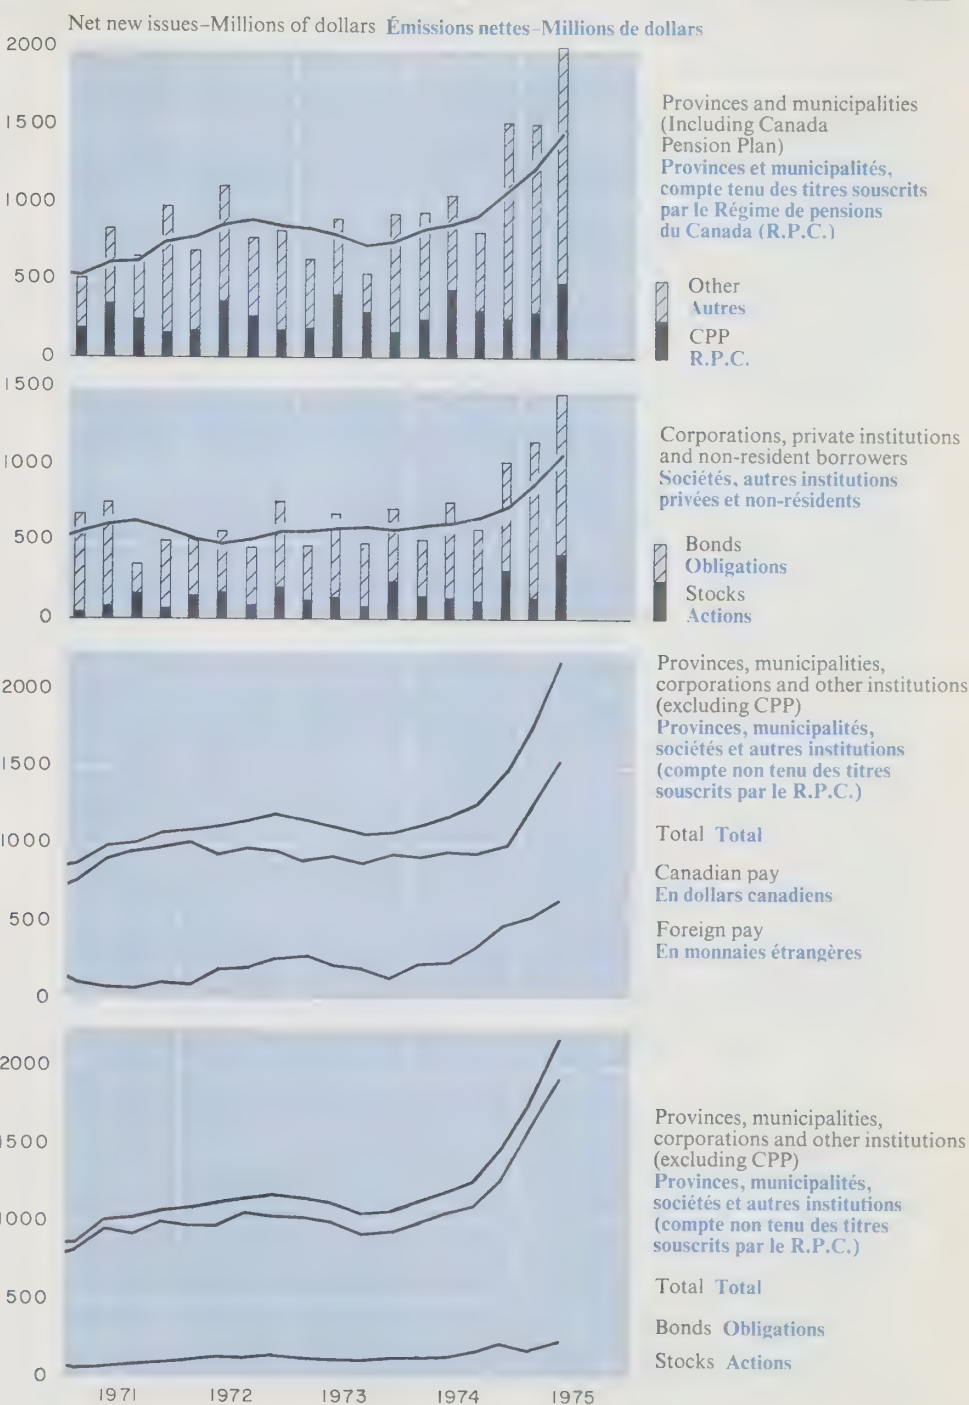 Net new issues–Millions of dollars Émissions nettes–Millions de dollars
2000
1500
1000
500
0
Provinces and municipalities
(Including Canada
Pension Plan)
Provinces et municipalités,
compte tenu des titres souscrits
par le Régime de pensions
du Canada (R.P.C.)
Other
Autres
CPP
R.P.C.
1500
1000
500
0
Corporations, private institutions
and non-resident borrowers
Sociétés, autres institutions
privées et non-résidents
Bonds
Obligations
Stocks
Actions
2000
1500
1000
500
0
Provinces, municipalities,
corporations and other institutions
(excluding CPP)
Provinces, municipalités,
sociétés et autres institutions
(compte non tenu des titres
souscrits par le R.P.C.)
Total Total
Canadian pay
En dollars canadiens
Foreign pay
En monnaies étrangères
2000
1500
1000
500
0
Provinces, municipalities,
corporations and other institutions
(excluding CPP)
Provinces, municipalités,
sociétés et autres institutions
(compte non tenu des titres
souscrits par le R.P.C.)
Total Total
Bonds Obligations
Stocks Actions
1971 1972 1973 1974 1975